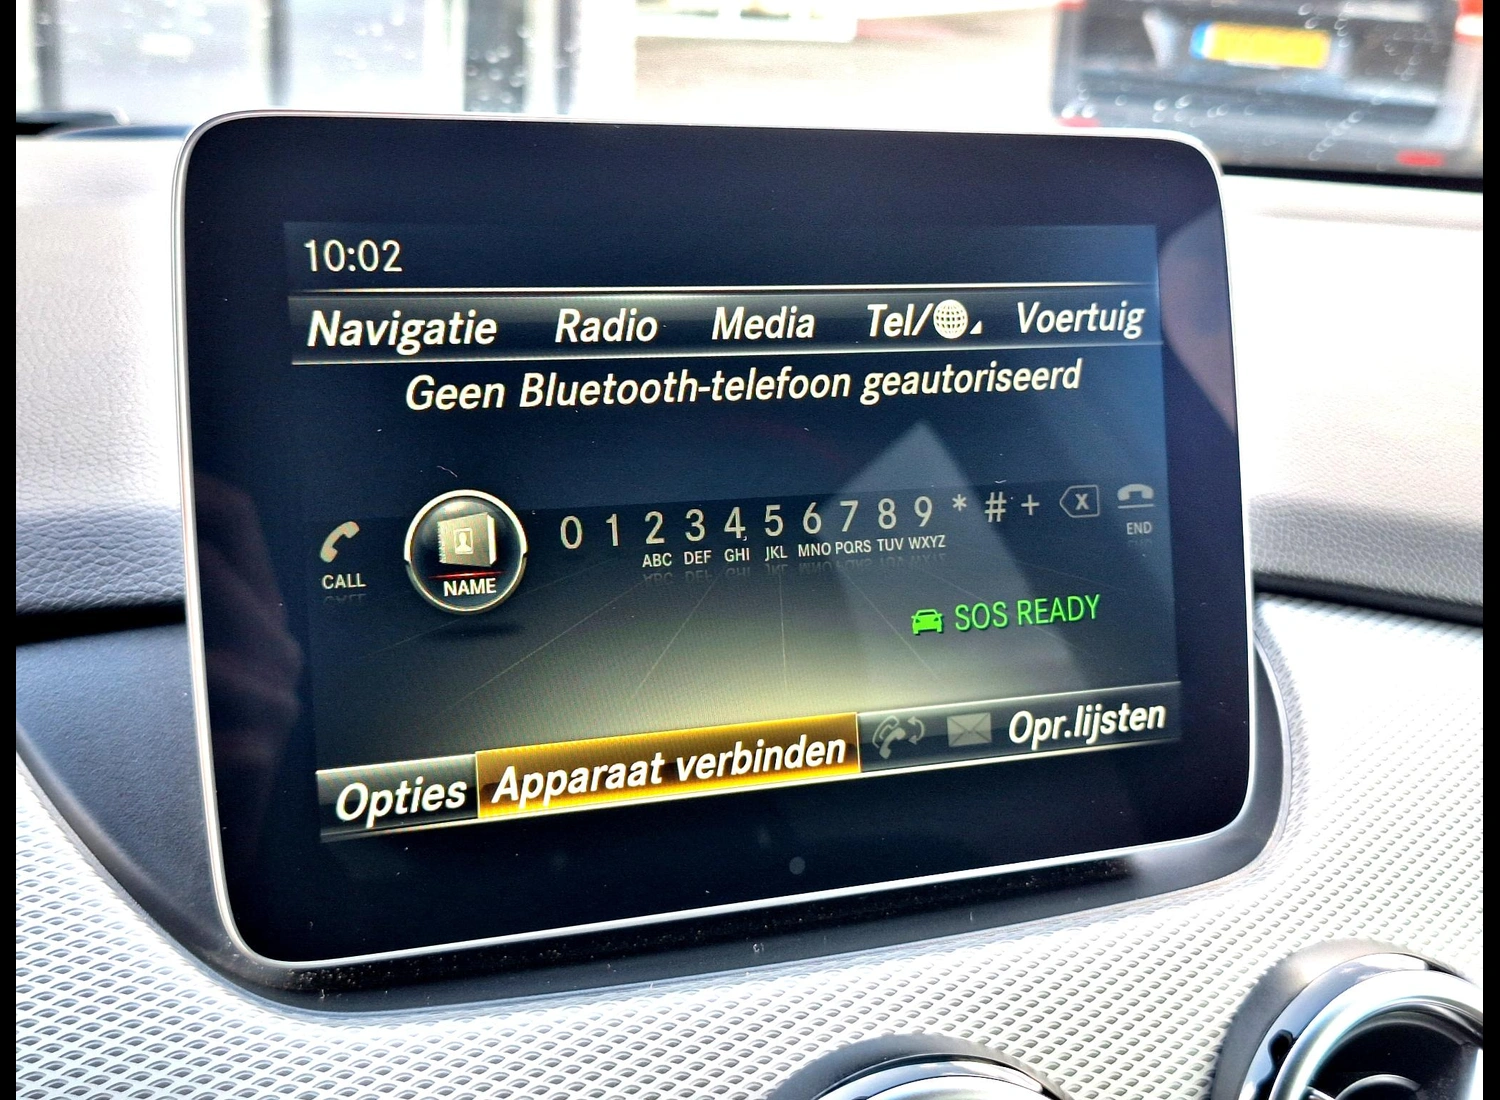 10:02
Navigatie Radio Media Tel/ Voertuig
Geen Bluetooth-telefoon geautoriseerd
0 1 2 3 4 5 6 7 8 9 * # + X
ABC DEF GHI JKL MNO PQRS TUV WXYZ
CALL NAME END
SOS READY
Opties Apparaat verbinden Opr.lijsten